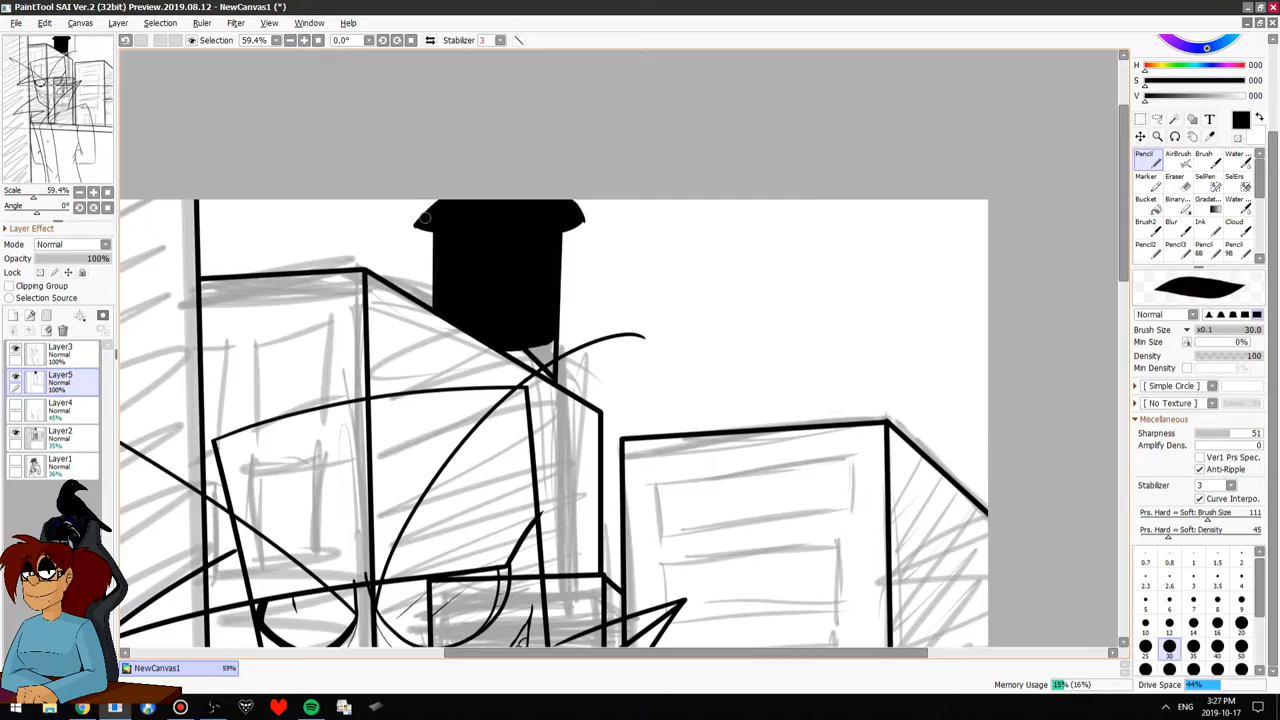 PaintTool SAI Ver.2 (32bit) Preview.2019.08.12 - NewCanvas1 (*)
File Edit Canvas Layer Selection Ruler Filter View Window Help
Selection 59.4% 0.0° Stabilizer 3
H 000
S 000
V 000
T
Pencil AirBrush Brush Water ...
Marker Eraser SelPen SelErs
Bucket Binary... Gradat... Water ...
Brush2 Blur Ink Cloud
Pencil2 Pencil3 Pencil 6B Pencil 9B
Scale 59.4%
Angle 0°
Layer Effect
Mode Normal
Opacity 100%
Lock
Clipping Group
Selection Source
Layer3
Normal
100%
Layer5
Normal
100%
Layer4
Normal
45%
Layer2
Normal
35%
Layer1
Normal
36%
Normal
Brush Size x0.1 30.0
Min Size 0%
Density 100
Min Density 0%
[ Simple Circle ]
[ No Texture ]
Miscellaneous
Sharpness 51
Amplify Dens. 0
Ver1 Prs Spec.
Anti-Ripple
Stabilizer 3
Curve Interpo.
Prs. Hard ⇔ Soft: Brush Size 111
Prs. Hard ⇔ Soft: Density 45
0.7 0.8 1 1.5 2
2.3 2.6 3 3.5 4
5 6 7 8 9
10 12 14 16 20
25 30 35 40 50
NewCanvas1 59%
Memory Usage 15% (16%) Drive Space 44%
ENG
3:27 PM
2019-10-17